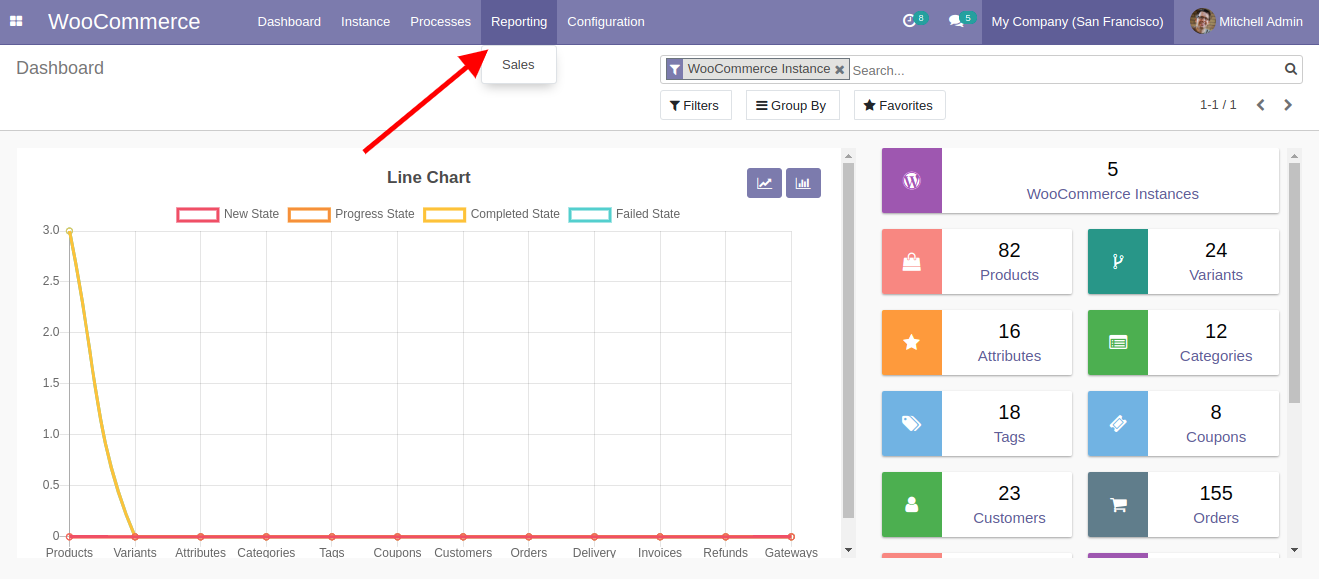 WooCommerce Dashboard Instance Processes Reporting Configuration 8 5 My Company (San Francisco) Mitchell Admin
Sales
Dashboard
WooCommerce Instance Search...
Filters Group By Favorites 1-1 / 1
Line Chart
New State Progress State Completed State Failed State
3.0
2.5
2.0
1.5
1.0
0.5
0
Products Variants Attributes Categories Tags Coupons Customers Orders Delivery Invoices Refunds Gateways
5
WooCommerce Instances
82
Products
24
Variants
16
Attributes
12
Categories
18
Tags
8
Coupons
23
Customers
155
Orders